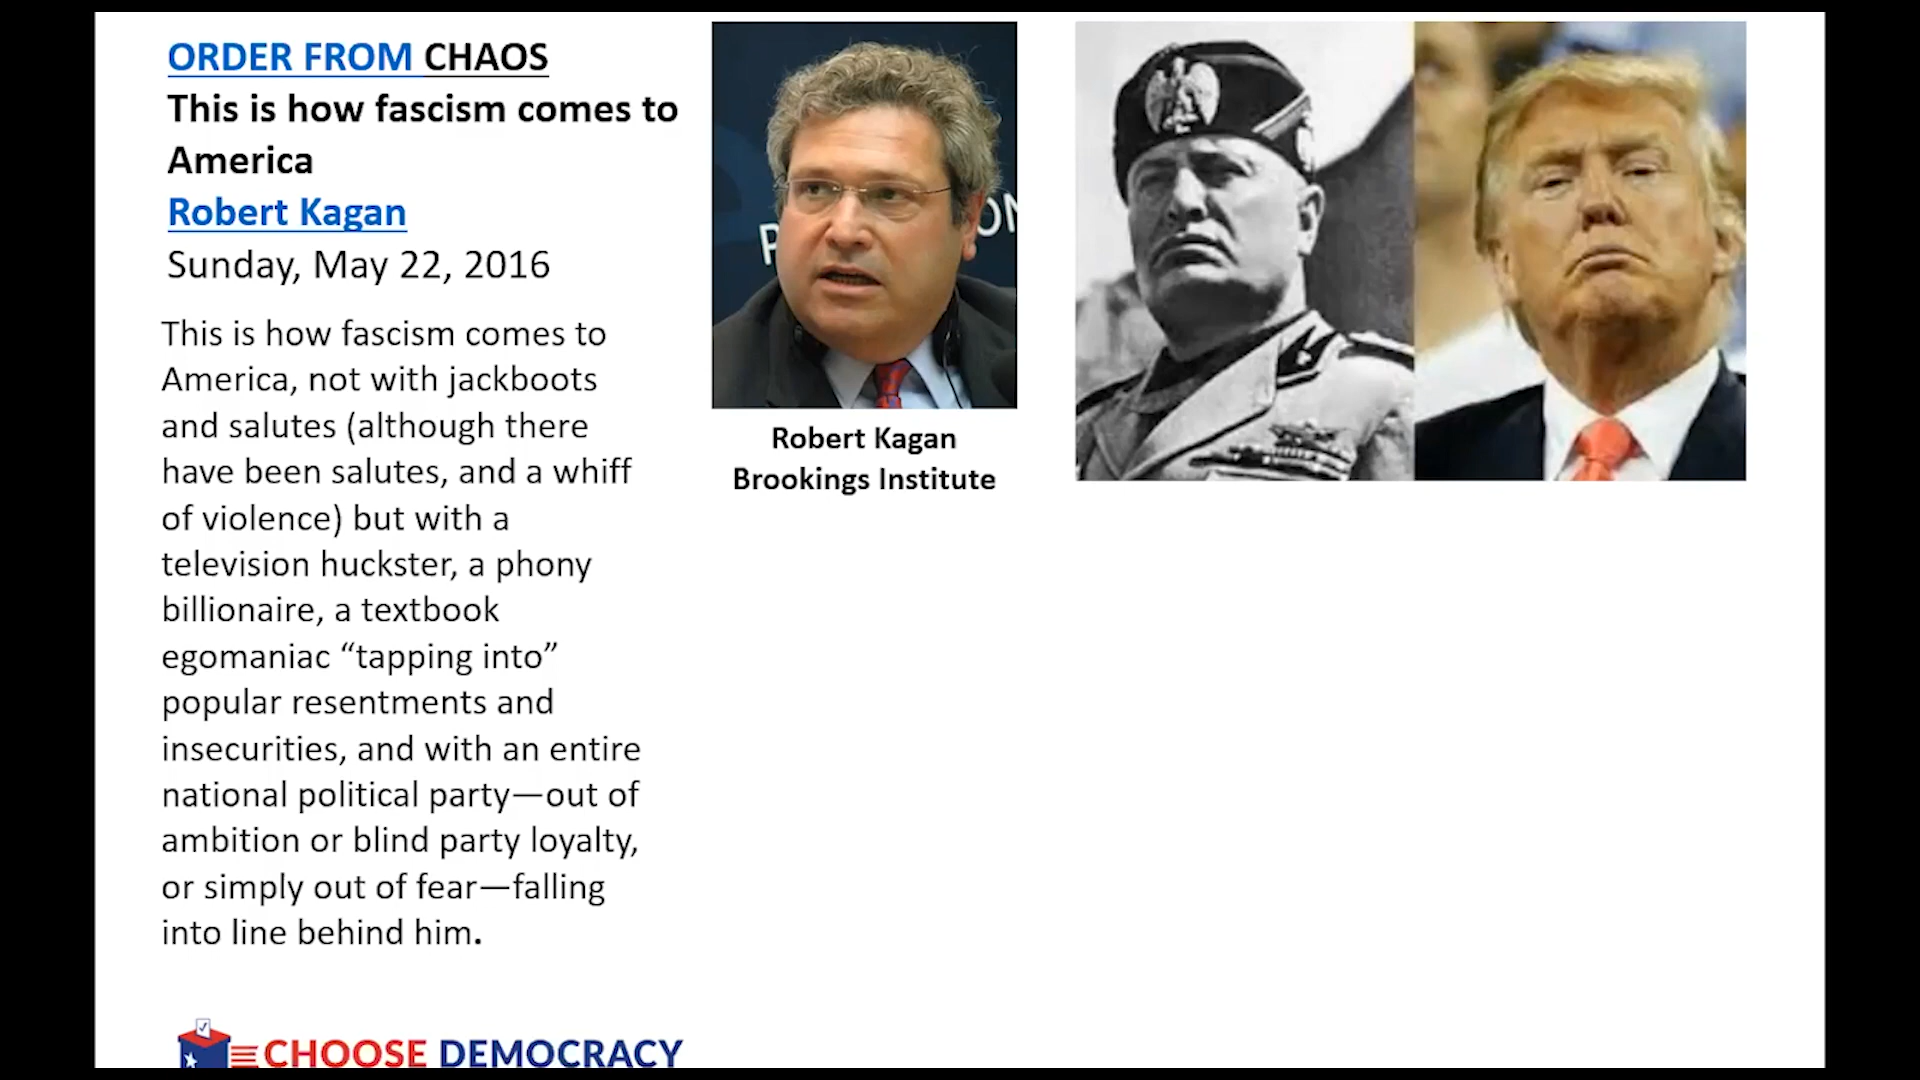 ORDER FROM CHAOS
This is how fascism comes to
America
Robert Kagan
Sunday, May 22, 2016
This is how fascism comes to
America, not with jackboots
and salutes (although there
have been salutes, and a whiff
of violence) but with a
television huckster, a phony
billionaire, a textbook
egomaniac “tapping into”
popular resentments and
insecurities, and with an entire
national political party—out of
ambition or blind party loyalty,
or simply out of fear—falling
into line behind him.
Robert Kagan
Brookings Institute
CHOOSE DEMOCRACY